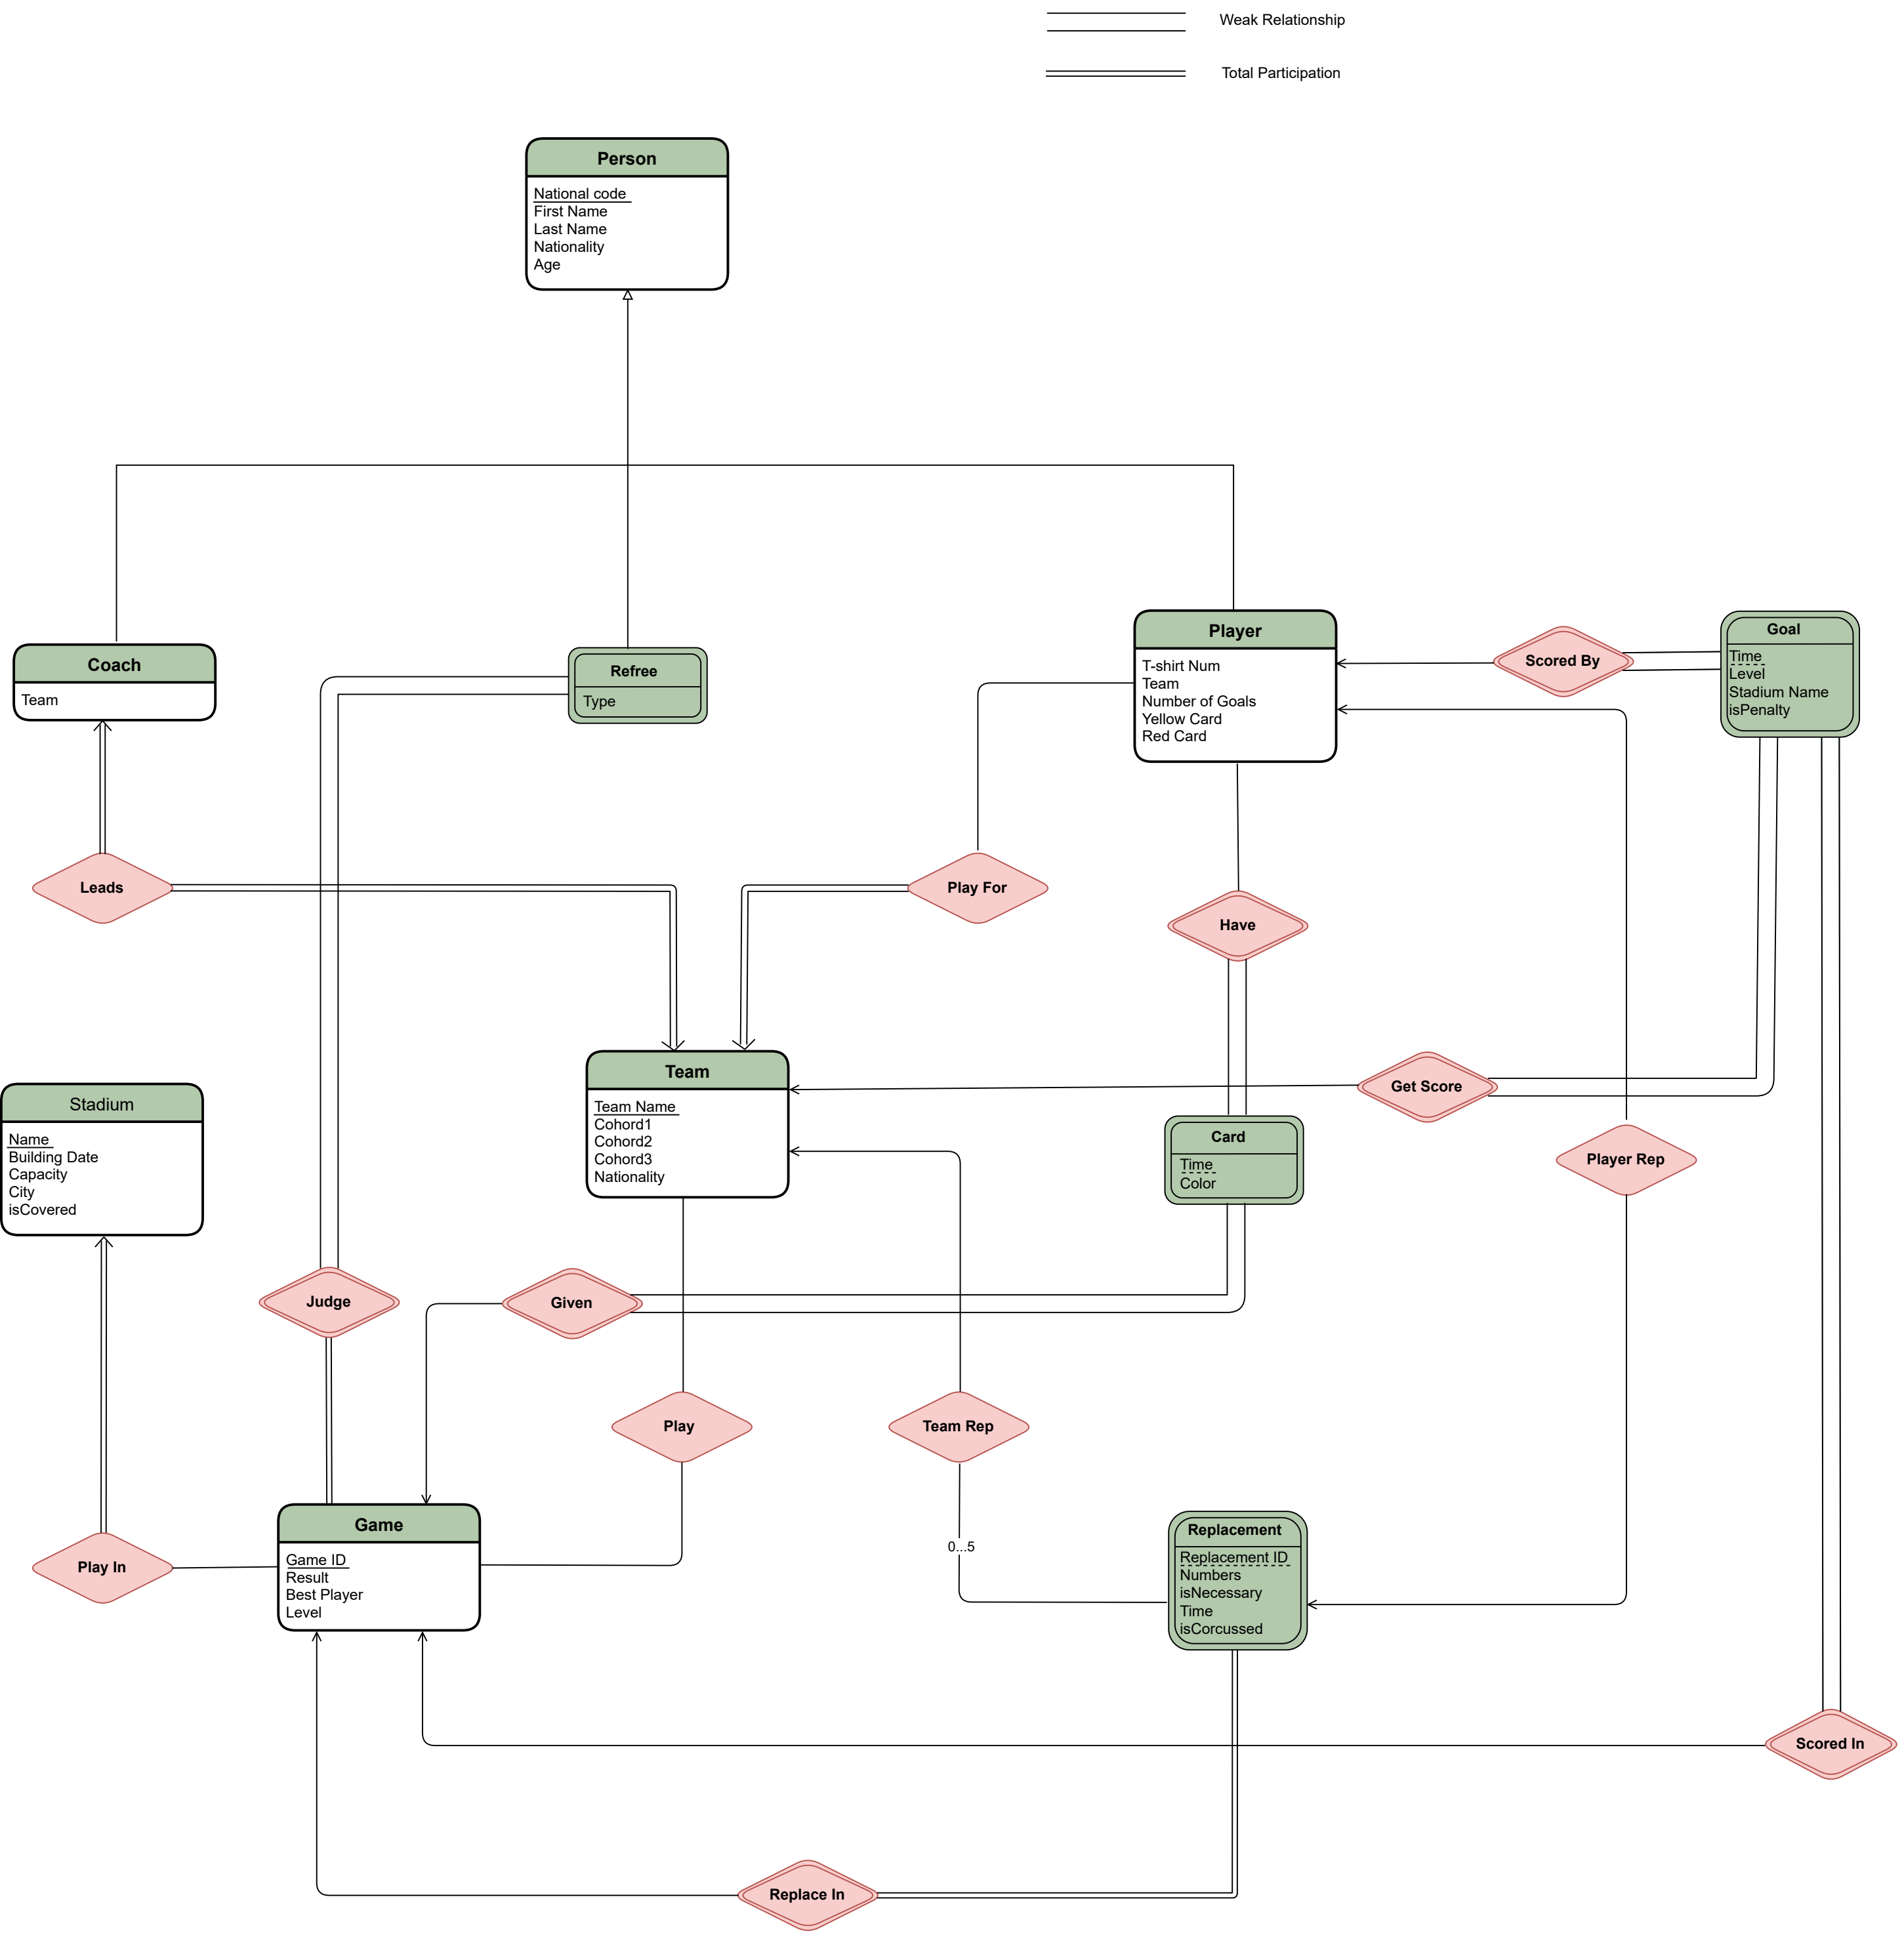 Weak Relationship
Total Participation
Person
National code
First Name
Last Name
Nationality
Age
Coach
Team
Refree
Type
Player
T-shirt Num
Team
Number of Goals
Yellow Card
Red Card
Scored By
Goal
Time
Level
Stadium Name
isPenalty
Leads
Play For
Have
Team
Team Name
Cohord1
Cohord2
Cohord3
Nationality
Get Score
Stadium
Name
Building Date
Capacity
City
isCovered
Card
Time
Color
Player Rep
Judge
Given
Play
Team Rep
0...5
Game
Game ID
Result
Best Player
Level
Play In
Replacement
Replacement ID
Numbers
isNecessary
Time
isCorcussed
Scored In
Replace In